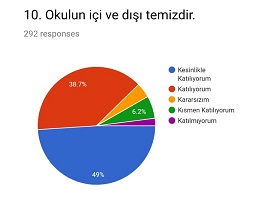 10. Okulun içi ve dışı temizdir.
292 responses
Kesinlikle
Katılıyorum
Katılıyorum
Kararsızım
Kısmen Katılıyorum
Katılmıyorum
38.7%
6.2%
49%